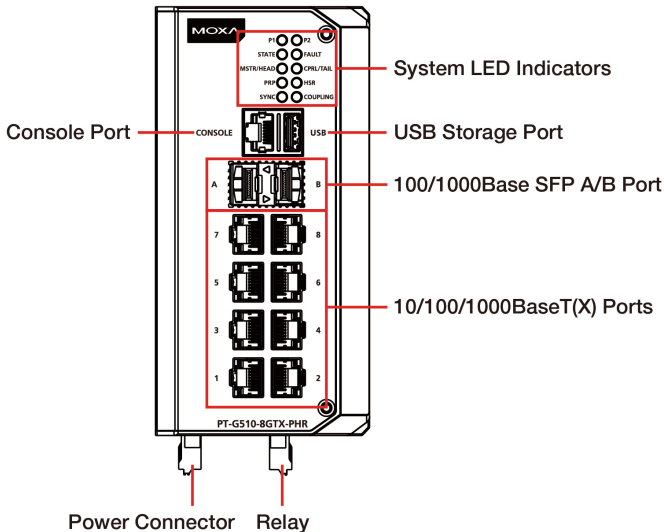 MOXA
P1 P2
STATE FAULT
MSTR/HEAD CPRL/TAIL
PRP HSR
SYNC COUPLING
System LED Indicators
Console Port
CONSOLE
USB
USB Storage Port
A B
100/1000Base SFP A/B Port
7 8
5 6
10/100/1000BaseT(X) Ports
3 4
1 2
PT-G510-8GTX-PHR
Power Connector Relay